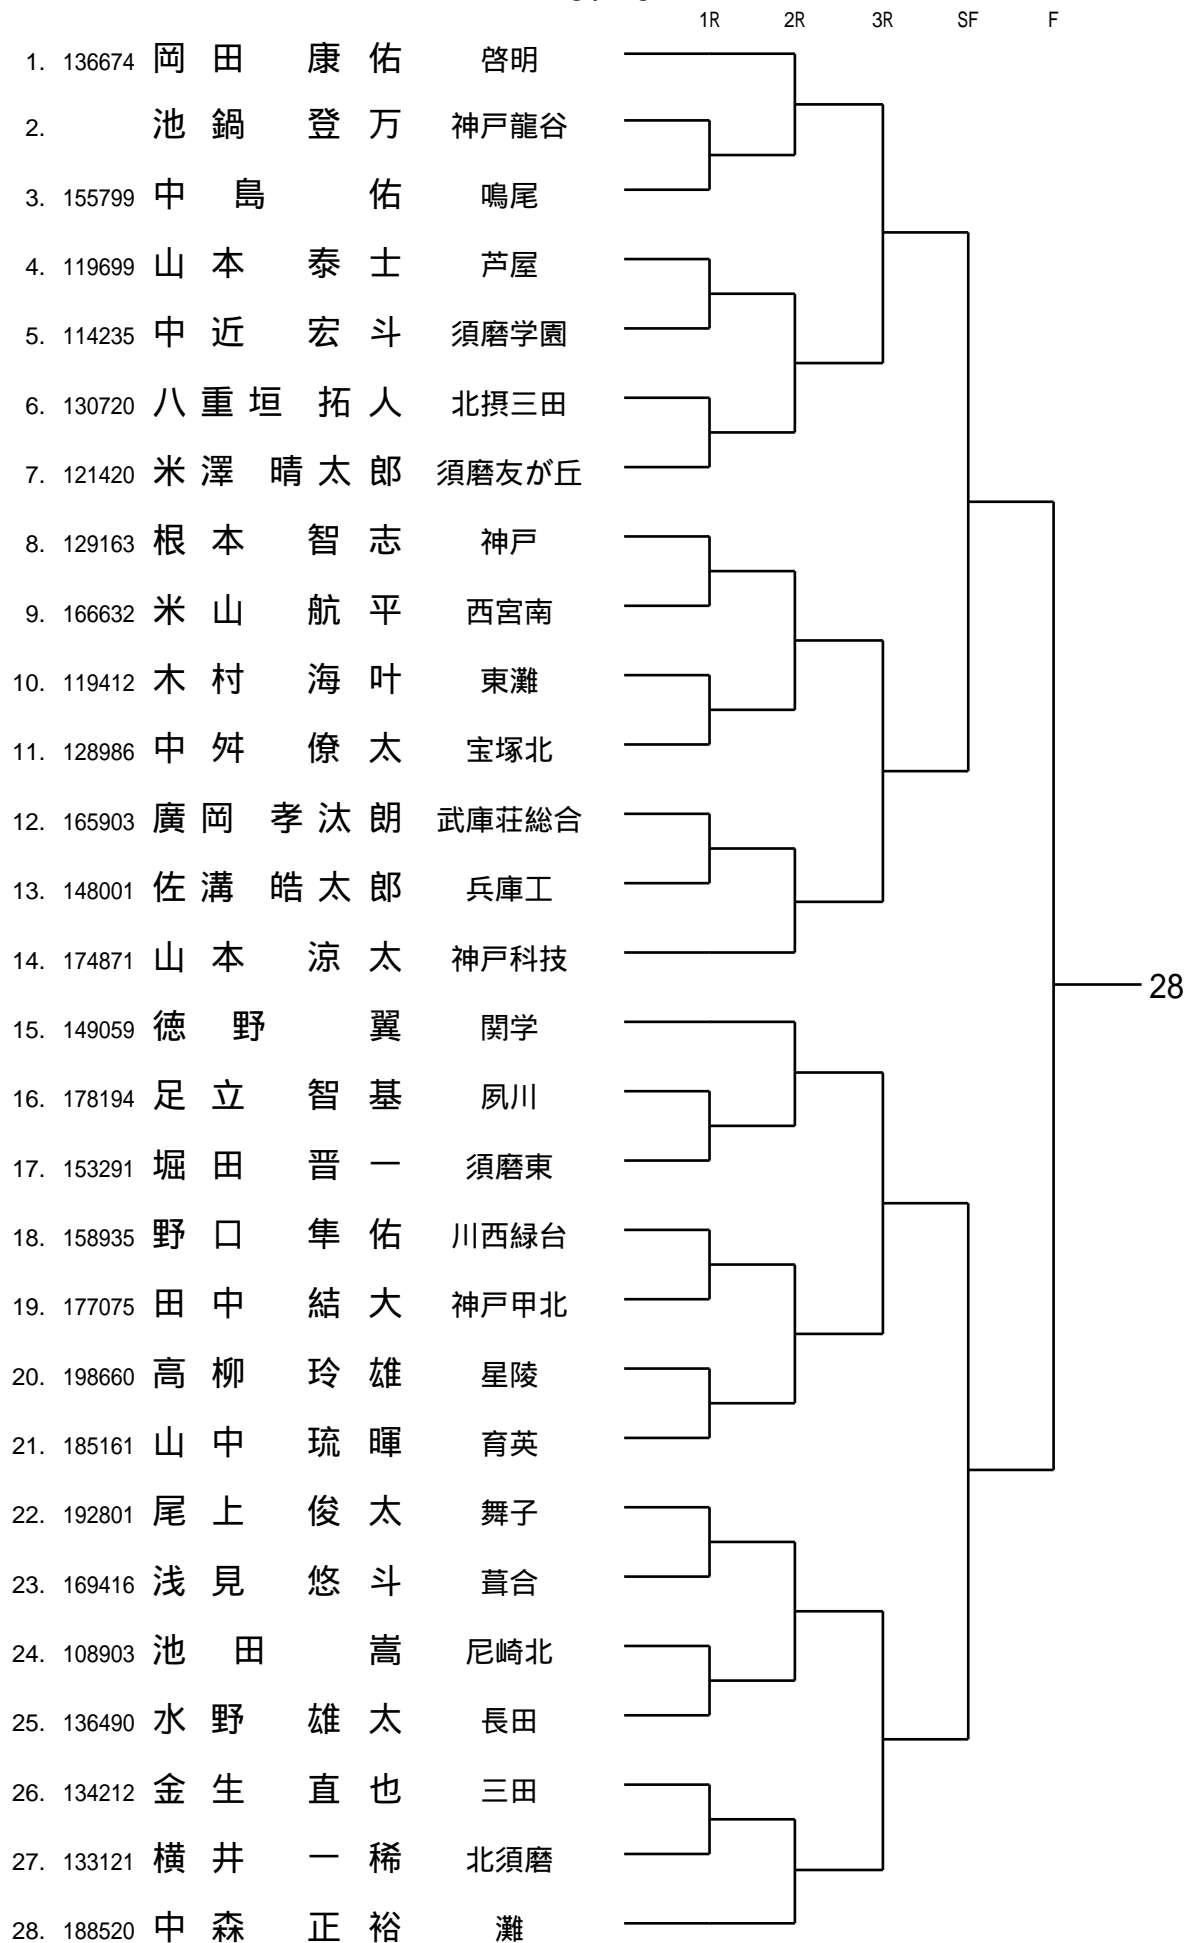 1R 2R 3R SF F
1. 136674 岡田 康佑 啓明
2. 池鍋 登万 神戸龍谷
3. 155799 中島 佑 鳴尾
4. 119699 山本 泰士 芦屋
5. 114235 中近 宏斗 須磨学園
6. 130720 八重垣 拓人 北摂三田
7. 121420 米澤 晴太郎 須磨友が丘
8. 129163 根本 智志 神戸
9. 166632 米山 航平 西宮南
10. 119412 木村 海叶 東灘
11. 128986 中舛 僚太 宝塚北
12. 165903 廣岡 孝汰朗 武庫荘総合
13. 148001 佐溝 皓太郎 兵庫工
14. 174871 山本 涼太 神戸科技
28
15. 149059 徳野 翼 関学
16. 178194 足立 智基 夙川
17. 153291 堀田 晋一 須磨東
18. 158935 野口 隼佑 川西緑台
19. 177075 田中 結大 神戸甲北
20. 198660 高柳 玲雄 星陵
21. 185161 山中 琉暉 育英
22. 192801 尾上 俊太 舞子
23. 169416 浅見 悠斗 葺合
24. 108903 池田 嵩 尼崎北
25. 136490 水野 雄太 長田
26. 134212 金生 直也 三田
27. 133121 横井 一稀 北須磨
28. 188520 中森 正裕 灘